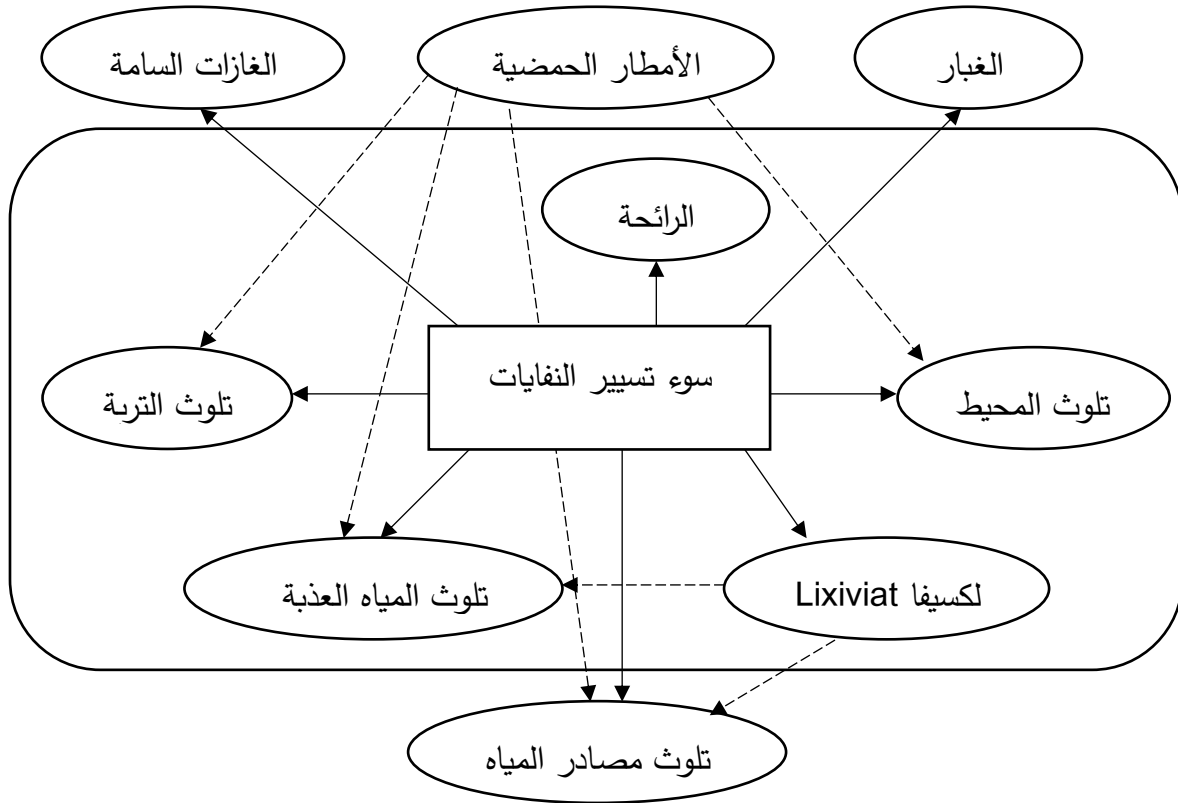 الغازات السامة
الأمطار الحمضية
الغبار
الرائحة
سوء تسيير النفايات
تلوث التربة
تلوث المحيط
تلوث المياه العذبة
لكسيفا Lixiviat
تلوث مصادر المياه